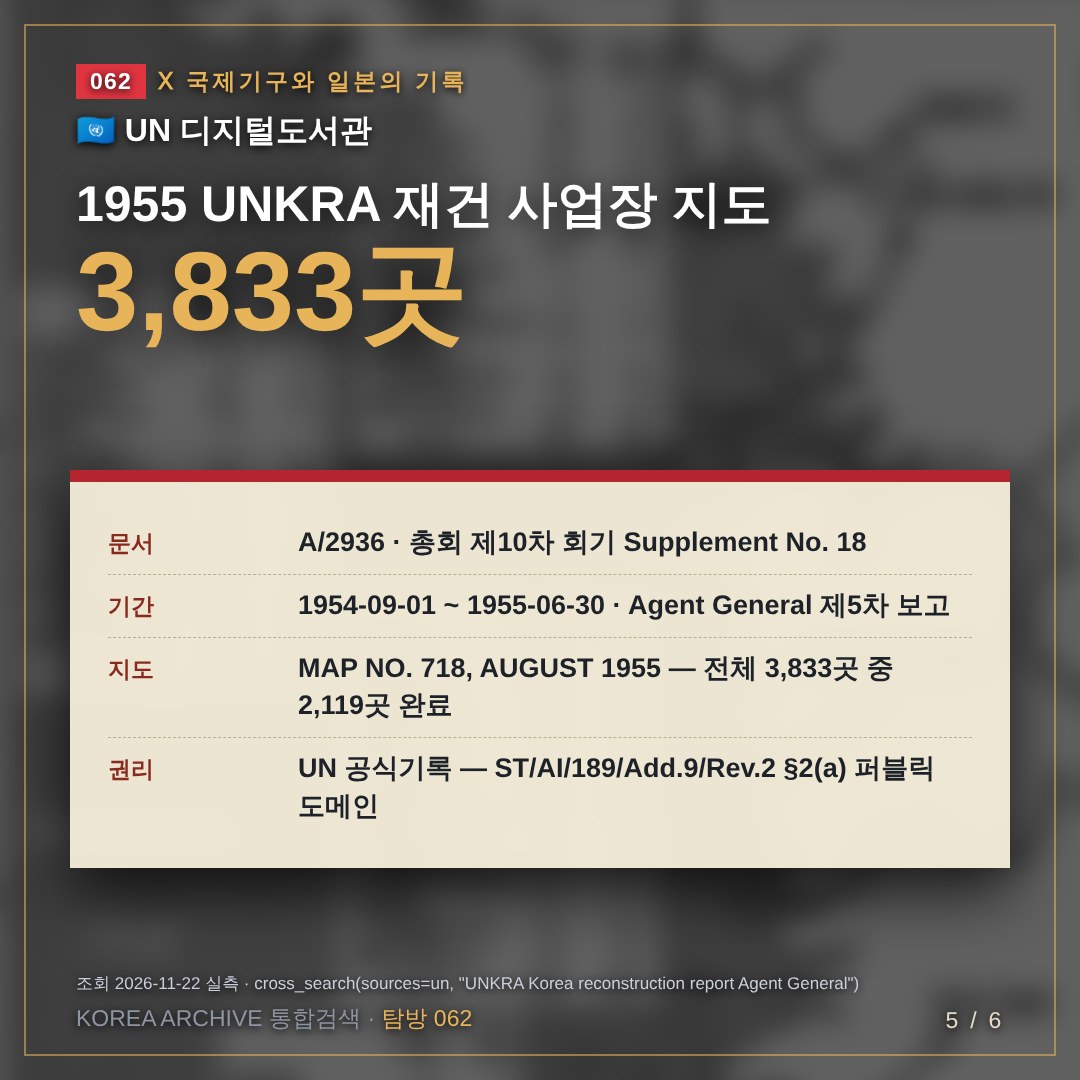 062 X 국제기구와 일본의 기록
UN 디지털도서관
1955 UNKRA 재건 사업장 지도
3,833곳
문서 A/2936 · 총회 제10차 회기 Supplement No. 18
기간 1954-09-01 ~ 1955-06-30 · Agent General 제5차 보고
지도 MAP NO. 718, AUGUST 1955 — 전체 3,833곳 중
2,119곳 완료
권리 UN 공식기록 — ST/AI/189/Add.9/Rev.2 §2(a) 퍼블릭
도메인
조회 2026-11-22 실측 · cross_search(sources=un, "UNKRA Korea reconstruction report Agent General")
KOREA ARCHIVE 통합검색 · 탐방 062
5 / 6